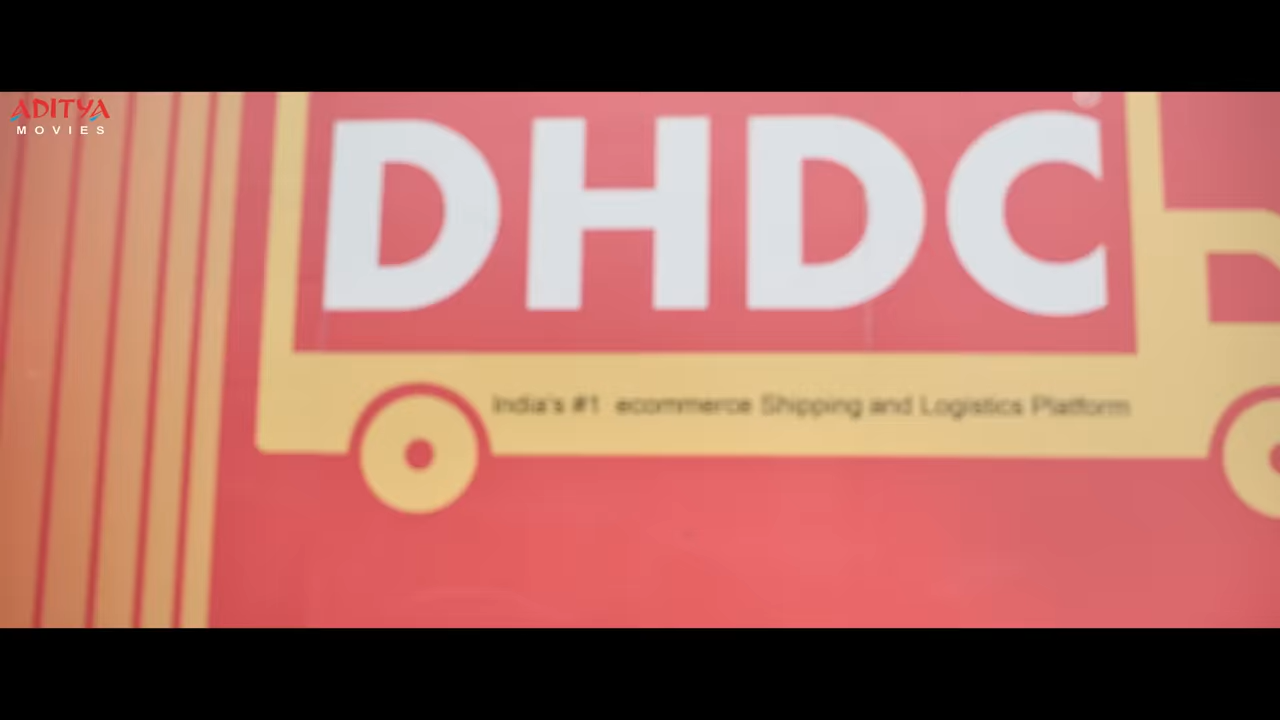 ADITYA
MOVIES
DHDC
India's #1 ecommerce Shipping and Logistics Platform